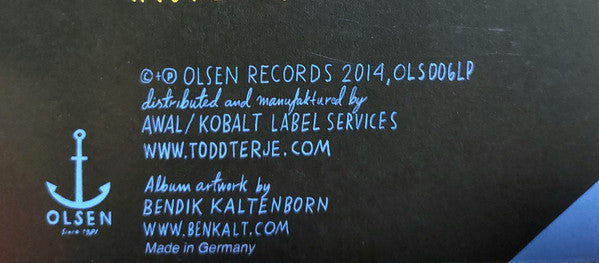 ©+℗ OLSEN RECORDS 2014, OLS006LP
distributed and manufaktured by
AWAL/KOBALT LABEL SERVICES
WWW.TODDTERJE.COM
Album artwork by
BENDIK KALTENBORN
WWW.BENKALT.COM
Made in Germany
OLSEN
Since